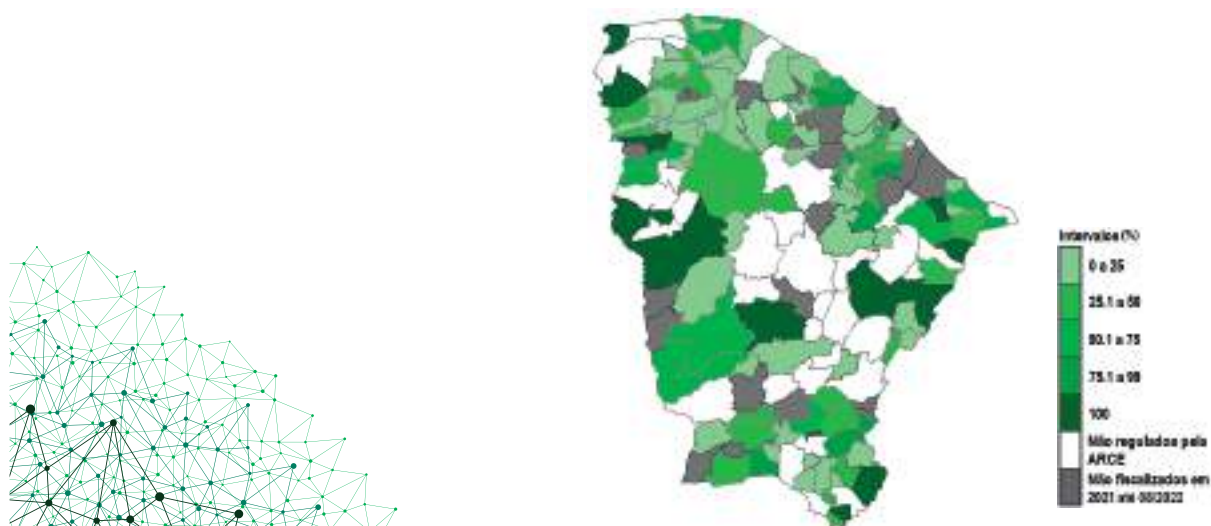 Intervalos (%)
0 a 25
25.1 a 50
50.1 a 75
75.1 a 99
100
Não regulados pela
ARCE
Não fiscalizados em
2021 até 08/2022